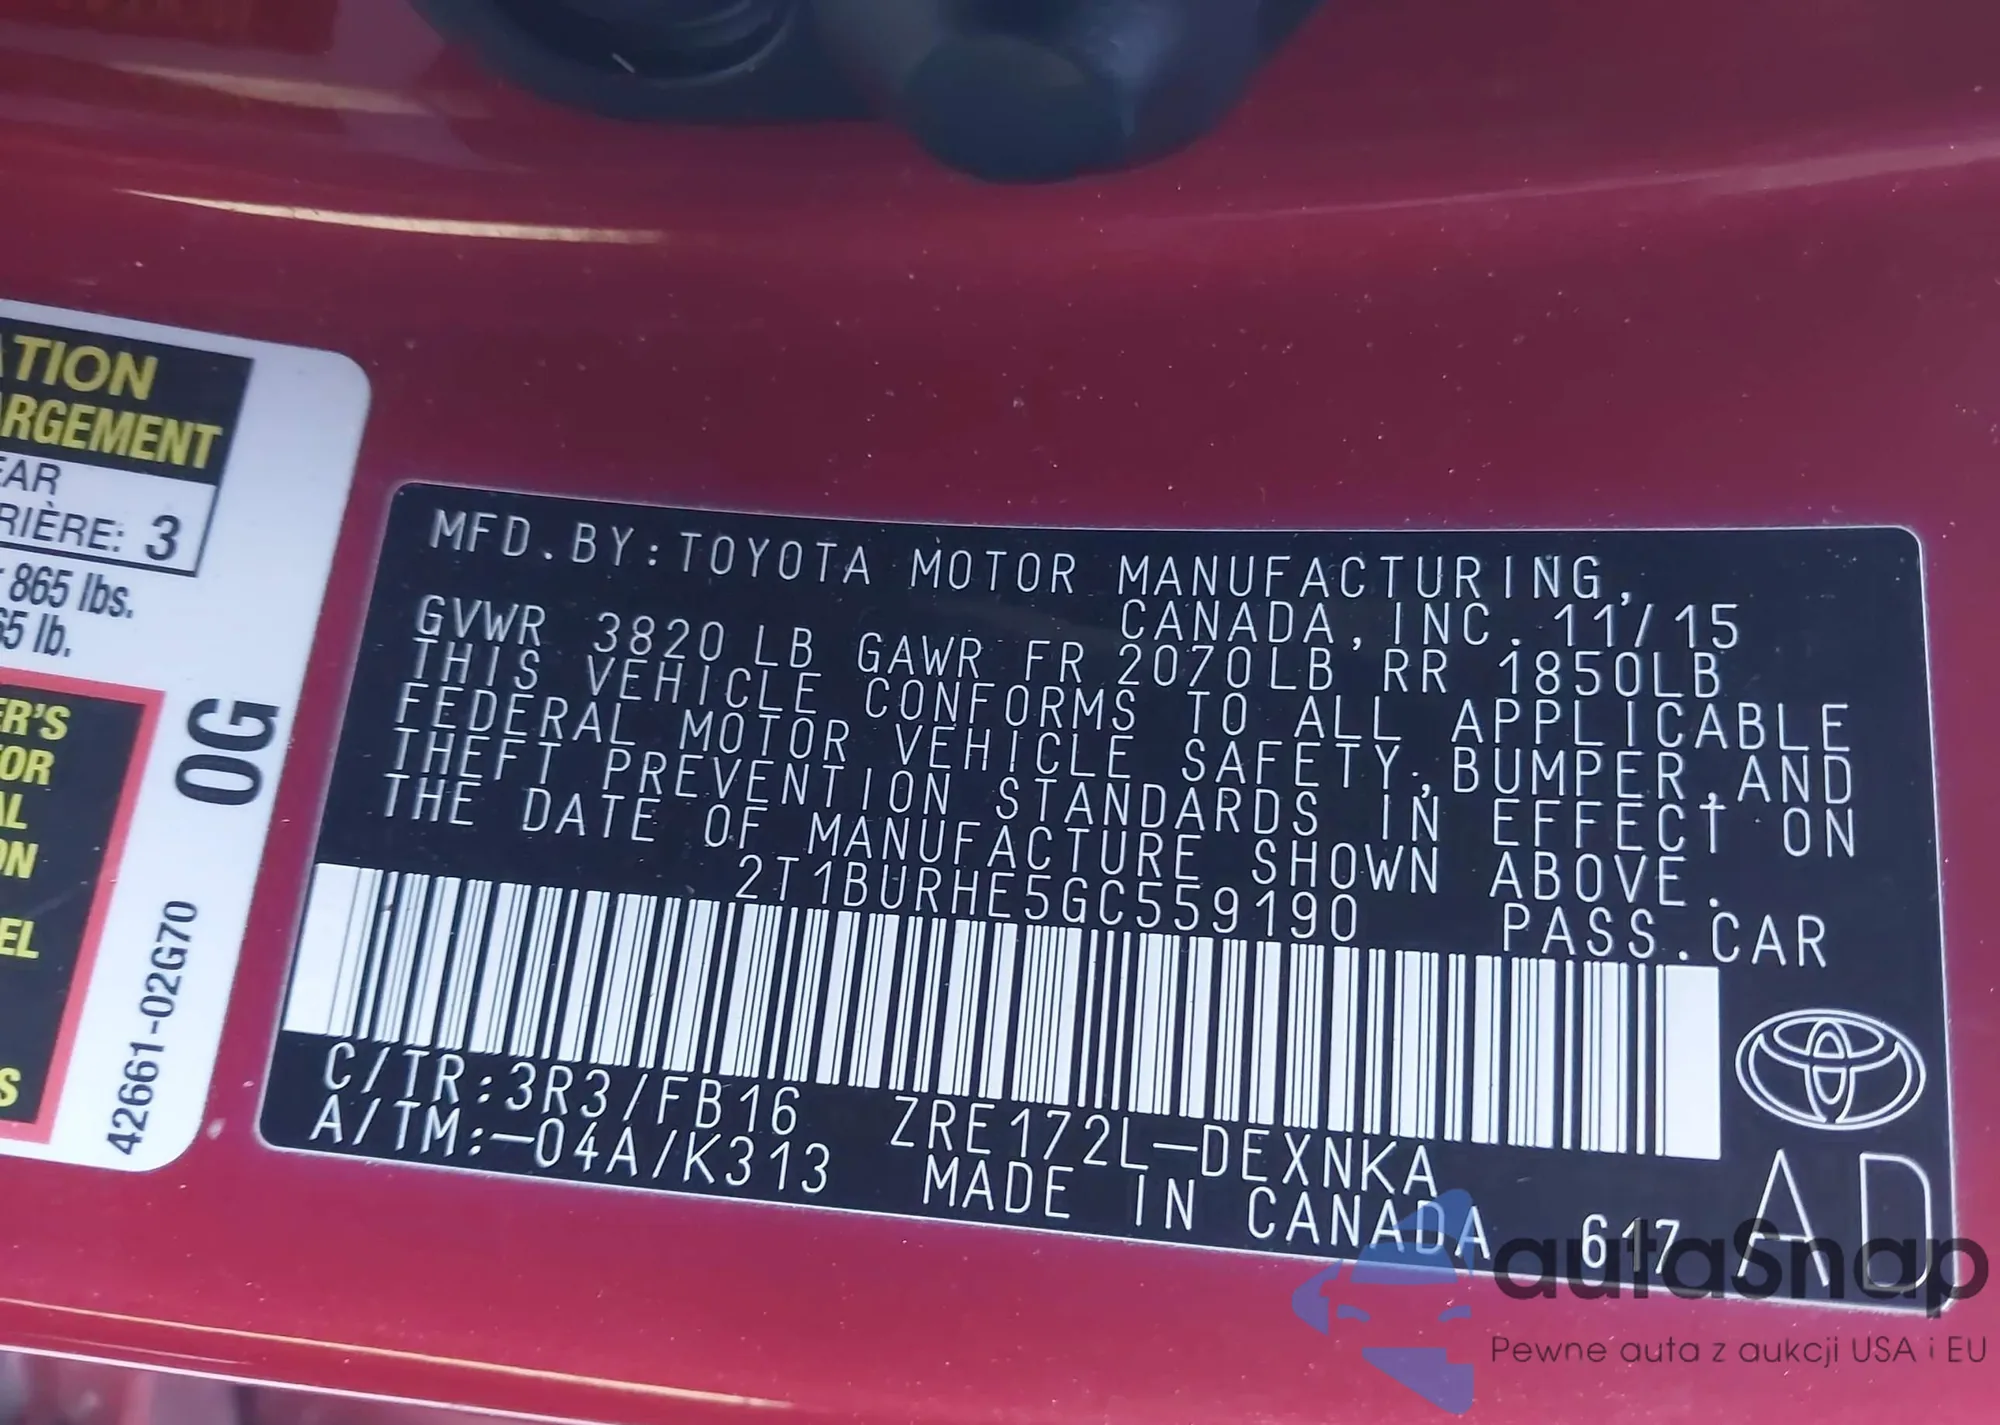 ATION
ARGEMENT
EAR
RIÈRE: 3
r 865 lbs.
65 lb.
ER'S
OR
AL
ON
EL
S
0G
42661-02G70
MFD.BY:TOYOTA MOTOR MANUFACTURING,
CANADA,INC. 11/15
GVWR 3820 LB GAWR FR 2070LB RR 1850LB
THIS VEHICLE CONFORMS TO ALL APPLICABLE
FEDERAL MOTOR VEHICLE SAFETY,BUMPER,AND
THEFT PREVENTION STANDARDS IN EFFECT ON
THE DATE OF MANUFACTURE SHOWN ABOVE.
2T1BURHE5GC559190 PASS.CAR
C/TR:3R3/FB16 ZRE172L-DEXNKA
A/TM:-04A/K313 MADE IN CANADA 617 AD
autaSnap
Pewne auta z aukcji USA i EU